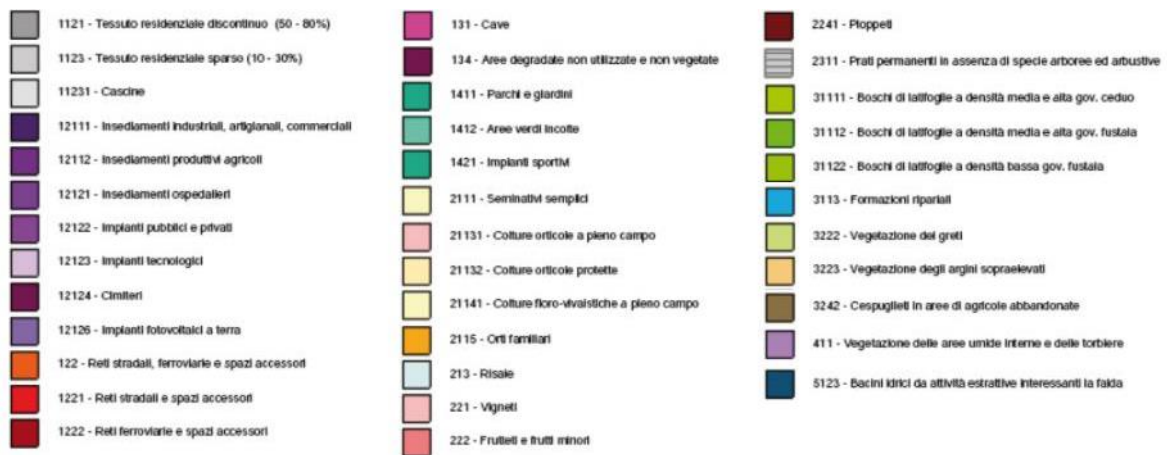 1121 - Tessuto residenziale discontinuo (50 - 80%)
1123 - Tessuto residenziale sparso (10 - 30%)
11231 - Cascine
12111 - Insediamenti industriali, artigianali, commerciali
12112 - Insediamenti produttivi agricoli
12121 - Insediamenti ospedalieri
12122 - Impianti pubblici e privati
12123 - Impianti tecnologici
12124 - Cimiteri
12126 - Impianti fotovoltaici a terra
122 - Reti stradali, ferroviarie e spazi accessori
1221 - Reti stradali e spazi accessori
1222 - Reti ferroviarie e spazi accessori
131 - Cave
134 - Aree degradate non utilizzate e non vegetate
1411 - Parchi e giardini
1412 - Aree verdi incolte
1421 - Impianti sportivi
2111 - Seminativi semplici
21131 - Colture orticole a pieno campo
21132 - Colture orticole protette
21141 - Colture floro-vivaistiche a pieno campo
2115 - Orti familiari
213 - Risaie
221 - Vigneti
222 - Frutteti e frutti minori
2241 - Pioppeti
2311 - Prati permanenti in assenza di specie arboree ed arbustive
31111 - Boschi di latifoglie a densità media e alta gov. ceduo
31112 - Boschi di latifoglie a densità media e alta gov. fustaia
31122 - Boschi di latifoglie a densità bassa gov. fustaia
3113 - Formazioni ripariali
3222 - Vegetazione dei greti
3223 - Vegetazione degli argini sopraelevati
3242 - Cespuglieti in aree di agricole abbandonate
411 - Vegetazione delle aree umide interne e delle torbiere
5123 - Bacini idrici da attività estrattive interessanti la falda